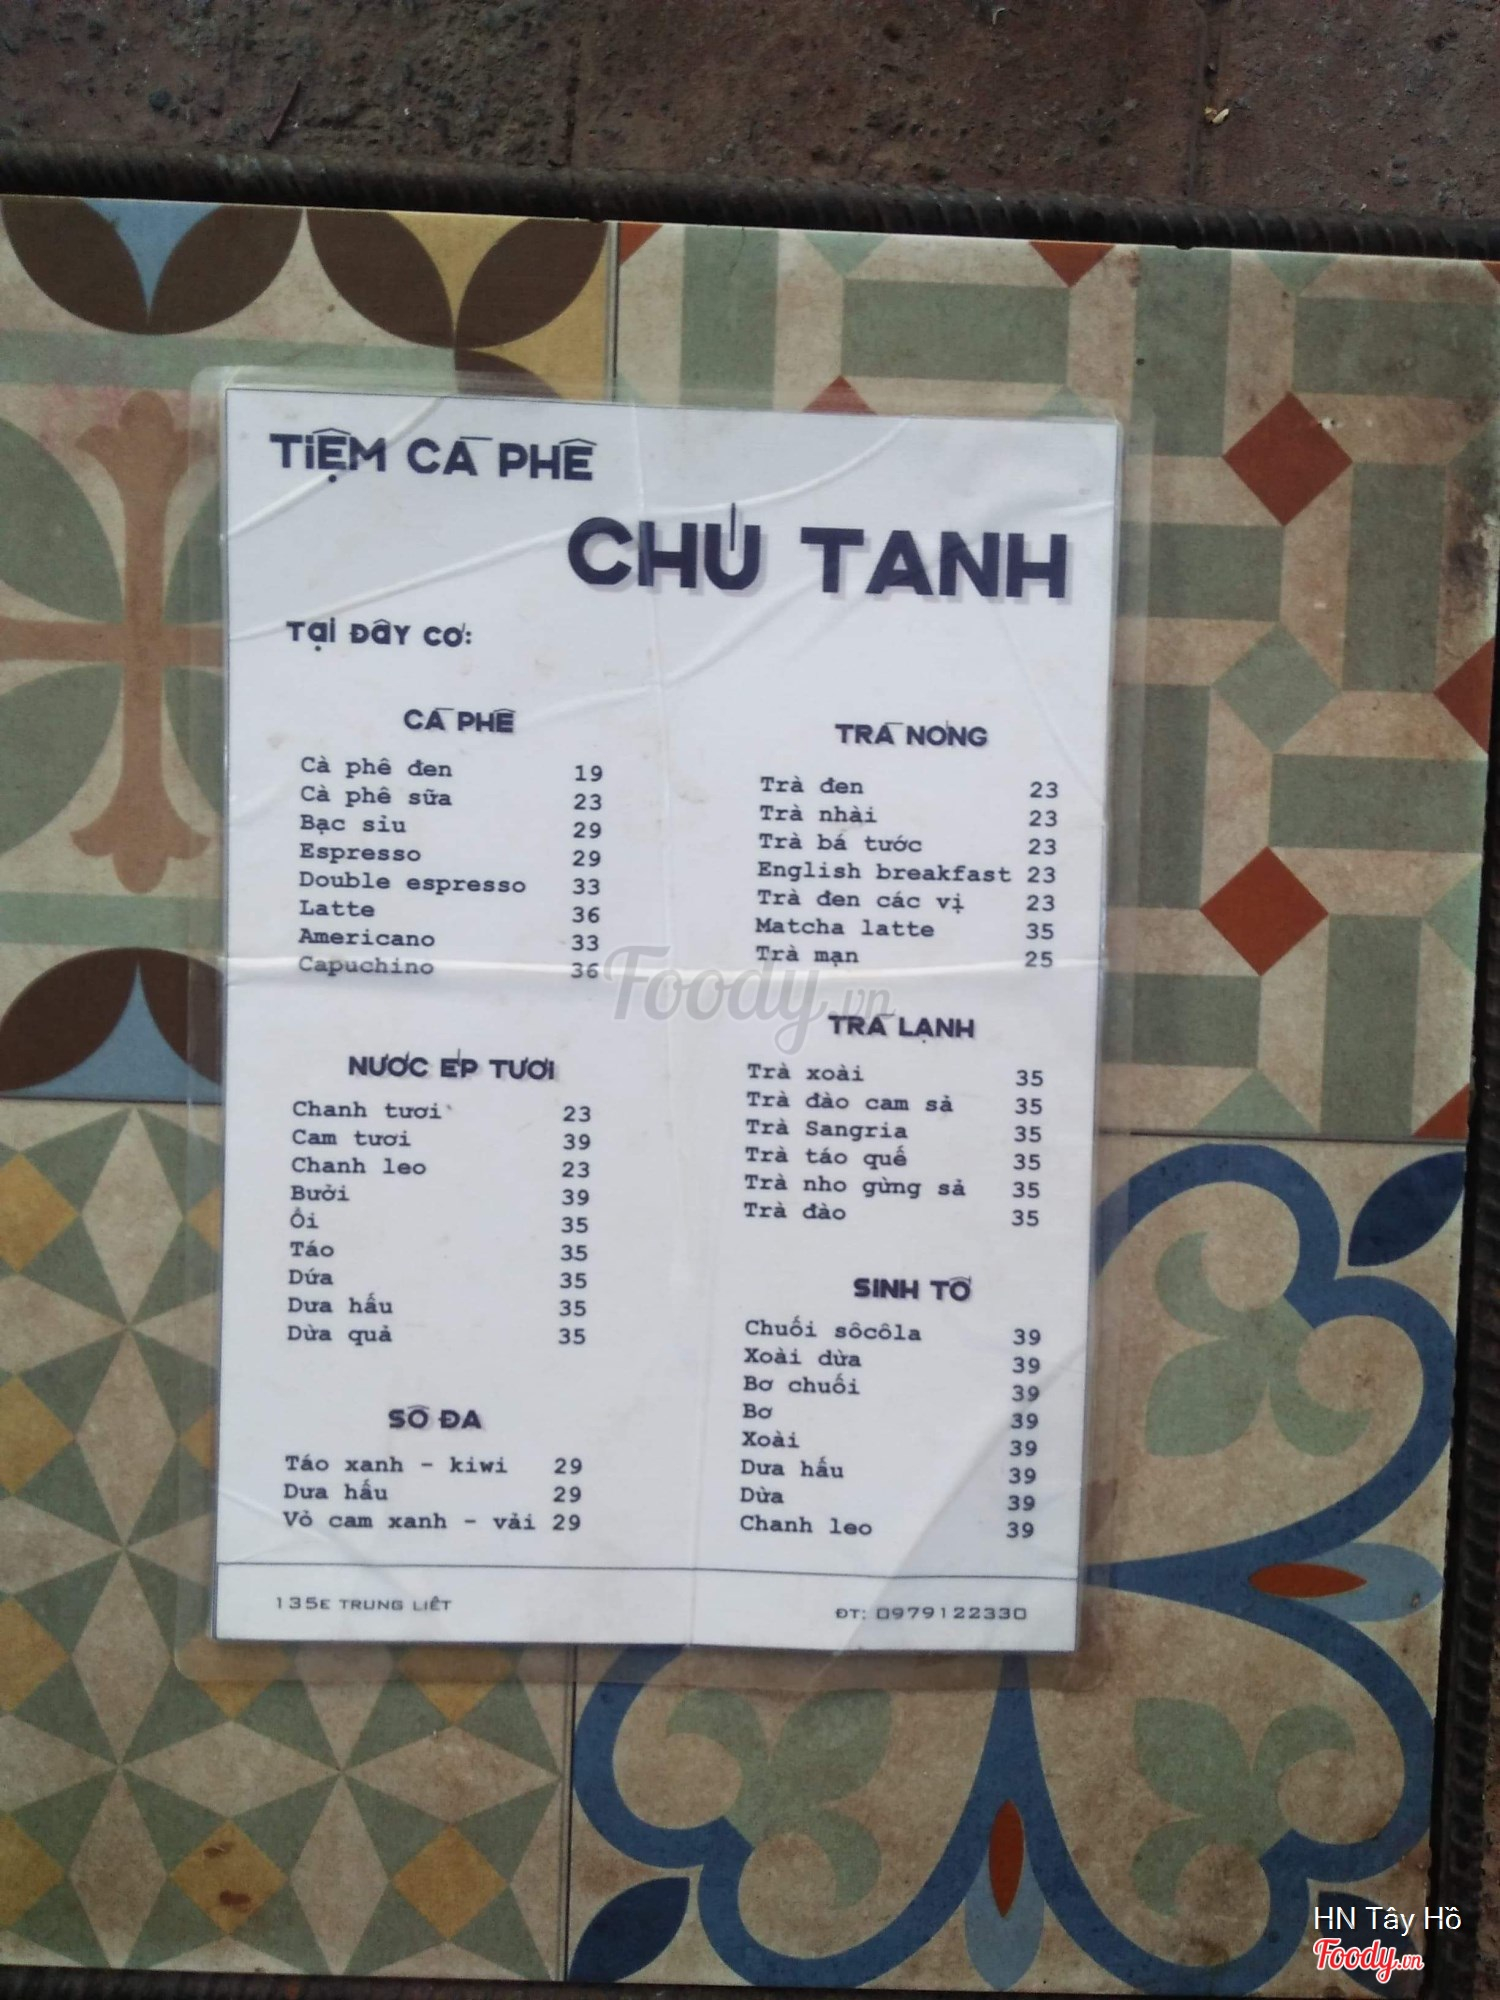 TIỆM CÀ PHÊ
CHÚ TANH
TẠI ĐÂY CÓ:
CÀ PHÊ
Cà phê đen 19
Cà phê sữa 23
Bạc sỉu 29
Espresso 29
Double espresso 33
Latte 36
Americano 33
Capuchino 36
NƯỚC ÉP TƯƠI
Chanh tươi 23
Cam tươi 39
Chanh leo 23
Bưởi 39
Ổi 35
Táo 35
Dứa 35
Dưa hấu 35
Dừa quả 35
SÔ ĐA
Táo xanh - kiwi 29
Dưa hấu 29
Vỏ cam xanh - vải 29
TRÀ NÓNG
Trà đen 23
Trà nhài 23
Trà bá tước 23
English breakfast 23
Trà đen các vị 23
Matcha latte 35
Trà mạn 25
TRÀ LẠNH
Trà xoài 35
Trà đào cam sả 35
Trà Sangria 35
Trà táo quế 35
Trà nho gừng sả 35
Trà đào 35
SINH TỐ
Chuối sôcôla 39
Xoài dừa 39
Bơ chuối 39
Bơ 39
Xoài 39
Dưa hấu 39
Dừa 39
Chanh leo 39
135E TRUNG LIỆT
ĐT: 0979122330
Foody.vn
HN Tây Hồ
Foody.vn